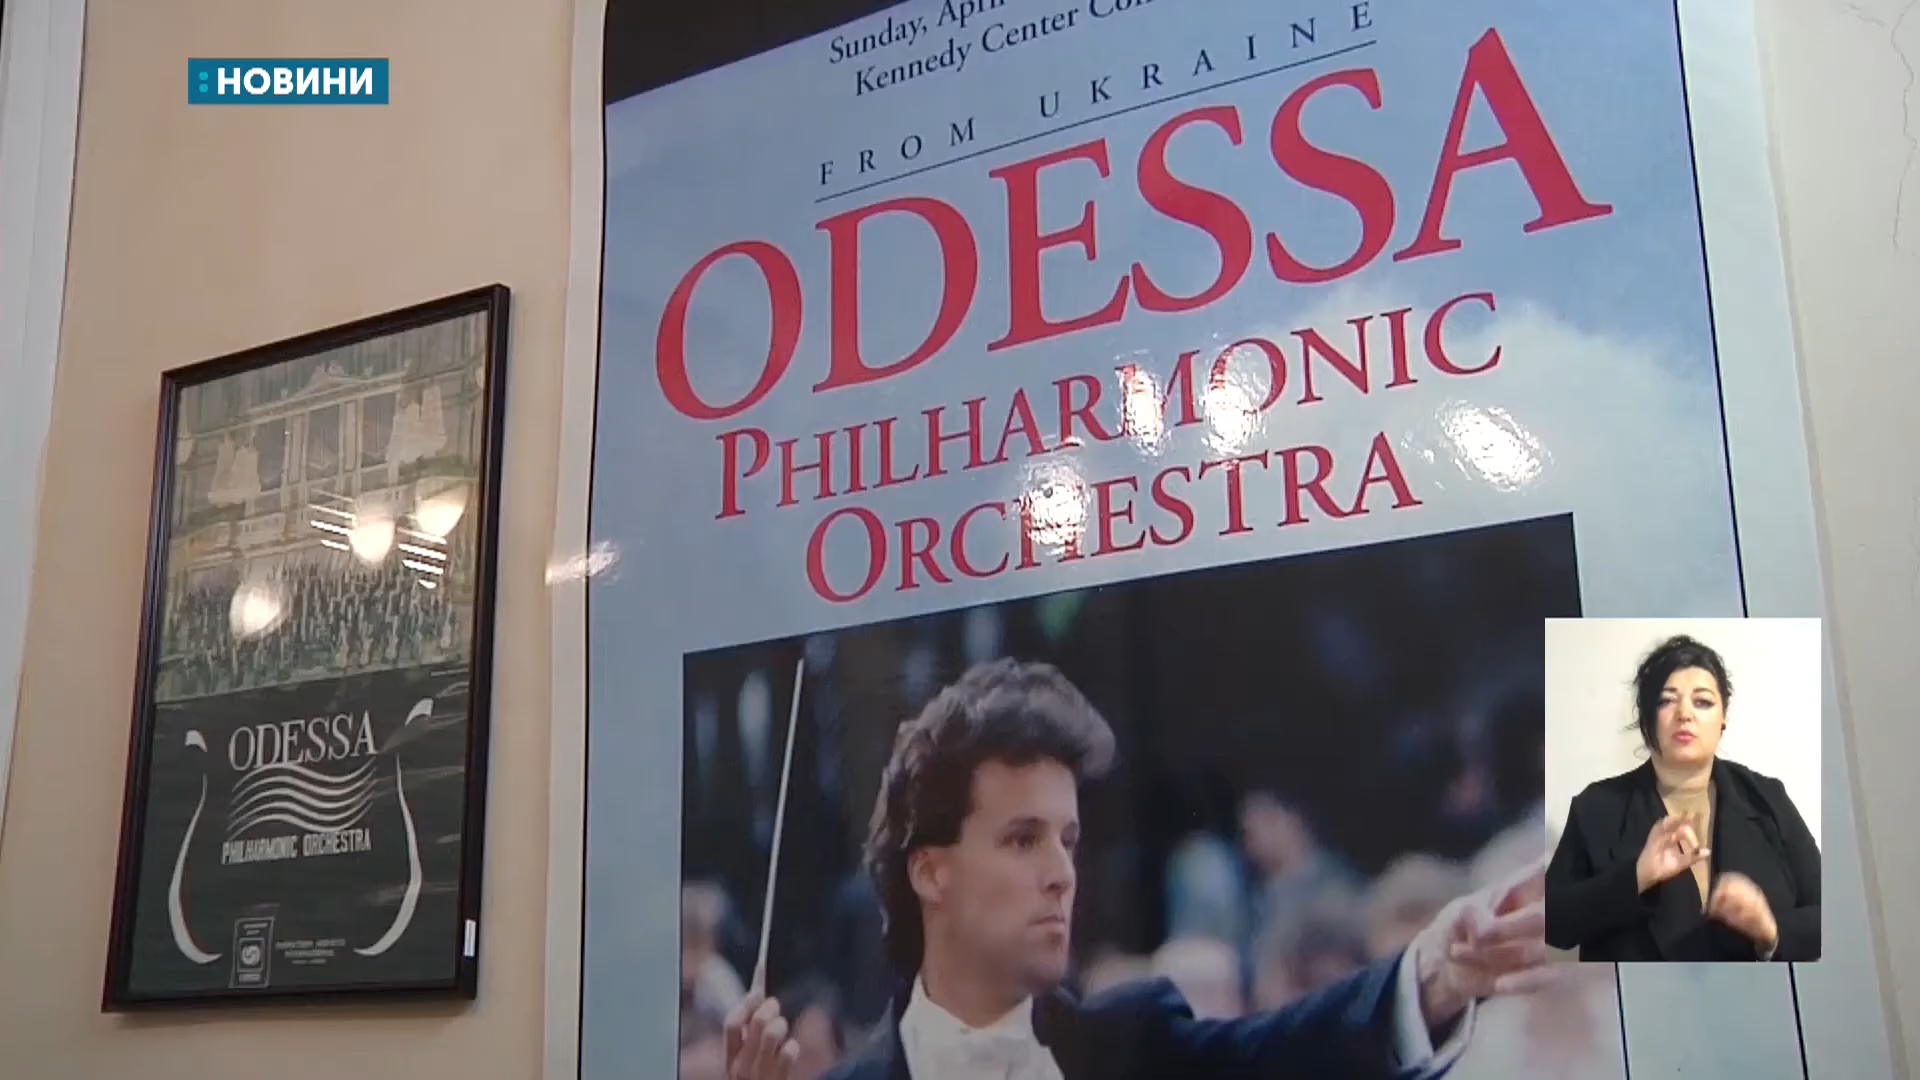 :НОВИНИ
Sunday, April
Kennedy Center
FROM UKRAINE
ODESSA
PHILHARMONIC
ORCHESTRA
ODESSA
PHILHARMONIC ORCHESTRA